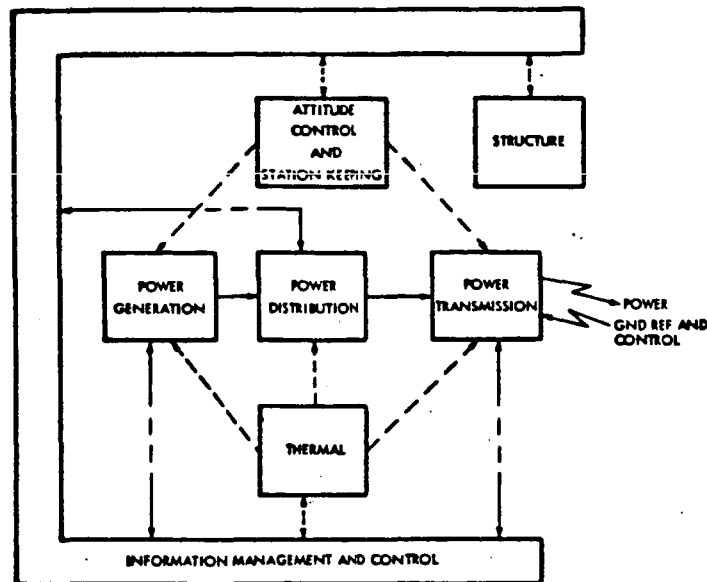 ATTITUDE
CONTROL
AND
STATION KEEPING
STRUCTURE
POWER
GENERATION
POWER
DISTRIBUTION
POWER
TRANSMISSION
POWER
GND REF AND
CONTROL
THERMAL
INFORMATION MANAGEMENT AND CONTROL